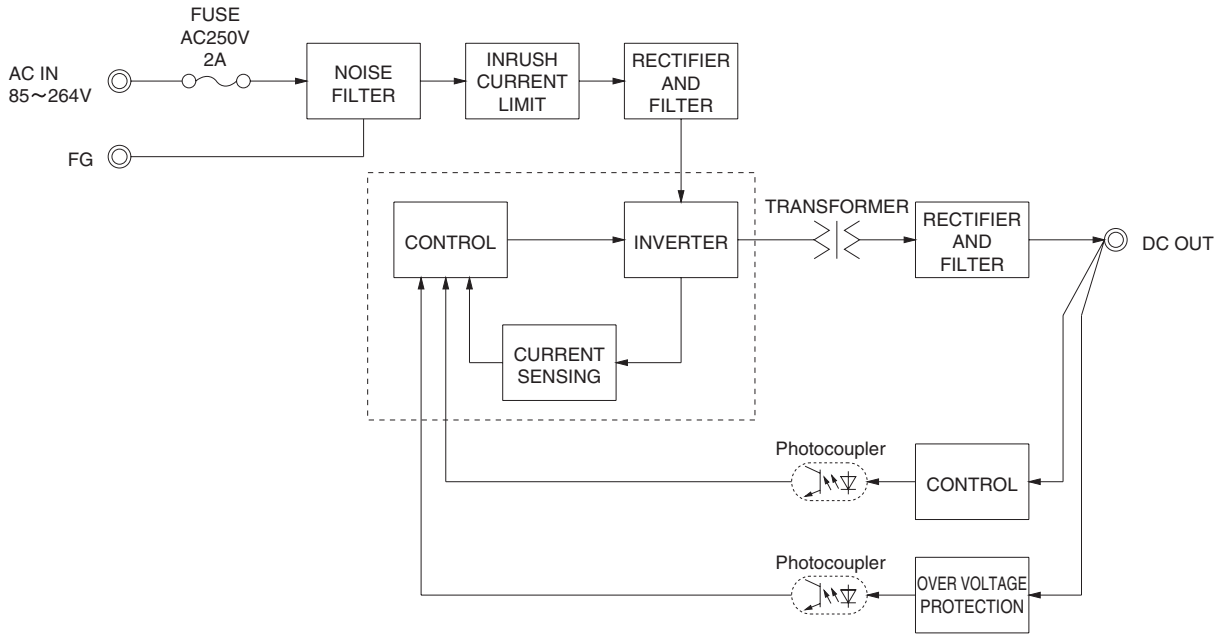 FUSE
AC250V
2A
AC IN
85～264V
NOISE
FILTER
INRUSH
CURRENT
LIMIT
RECTIFIER
AND
FILTER
FG
CONTROL
INVERTER
TRANSFORMER
RECTIFIER
AND
FILTER
DC OUT
CURRENT
SENSING
Photocoupler
CONTROL
Photocoupler
OVER VOLTAGE
PROTECTION